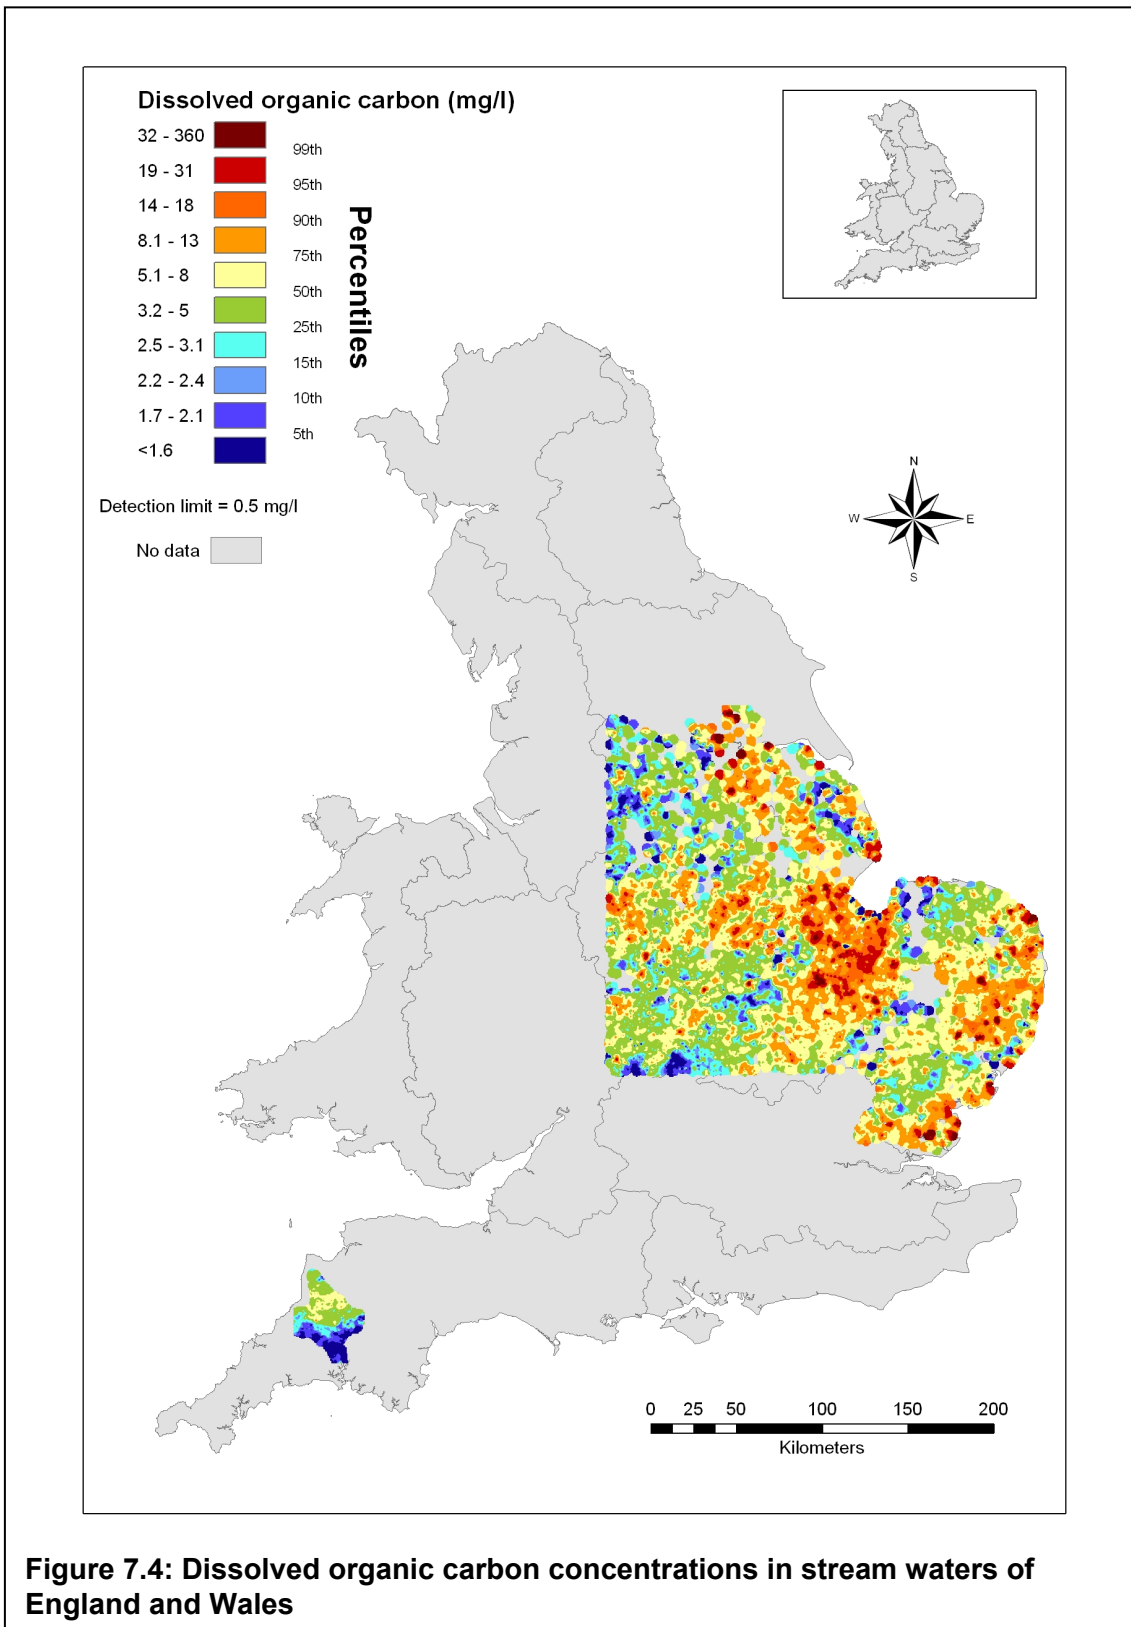 Dissolved organic carbon (mg/l)
32 - 360
99th
19 - 31
95th
14 - 18
90th
8.1 - 13
75th
5.1 - 8
50th
3.2 - 5
25th
2.5 - 3.1
15th
2.2 - 2.4
10th
1.7 - 2.1
5th
<1.6
Percentiles
Detection limit = 0.5 mg/l
No data
N
W
E
S
0 25 50 100 150 200
Kilometers
Figure 7.4: Dissolved organic carbon concentrations in stream waters of
England and Wales